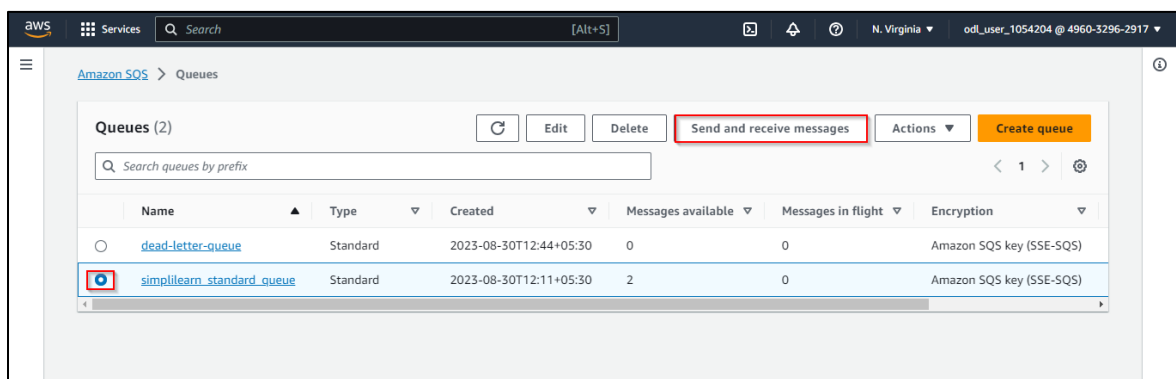 aws Services Search [Alt+S] N. Virginia ▼ odl_user_1054204 @ 4960-3296-2917 ▼
Amazon SQS > Queues
Queues (2) Edit Delete Send and receive messages Actions ▼ Create queue
Search queues by prefix < 1 >
Name ▲ Type Created Messages available Messages in flight Encryption
dead-letter-queue Standard 2023-08-30T12:44+05:30 0 0 Amazon SQS key (SSE-SQS)
simplilearn_standard_queue Standard 2023-08-30T12:11+05:30 2 0 Amazon SQS key (SSE-SQS)